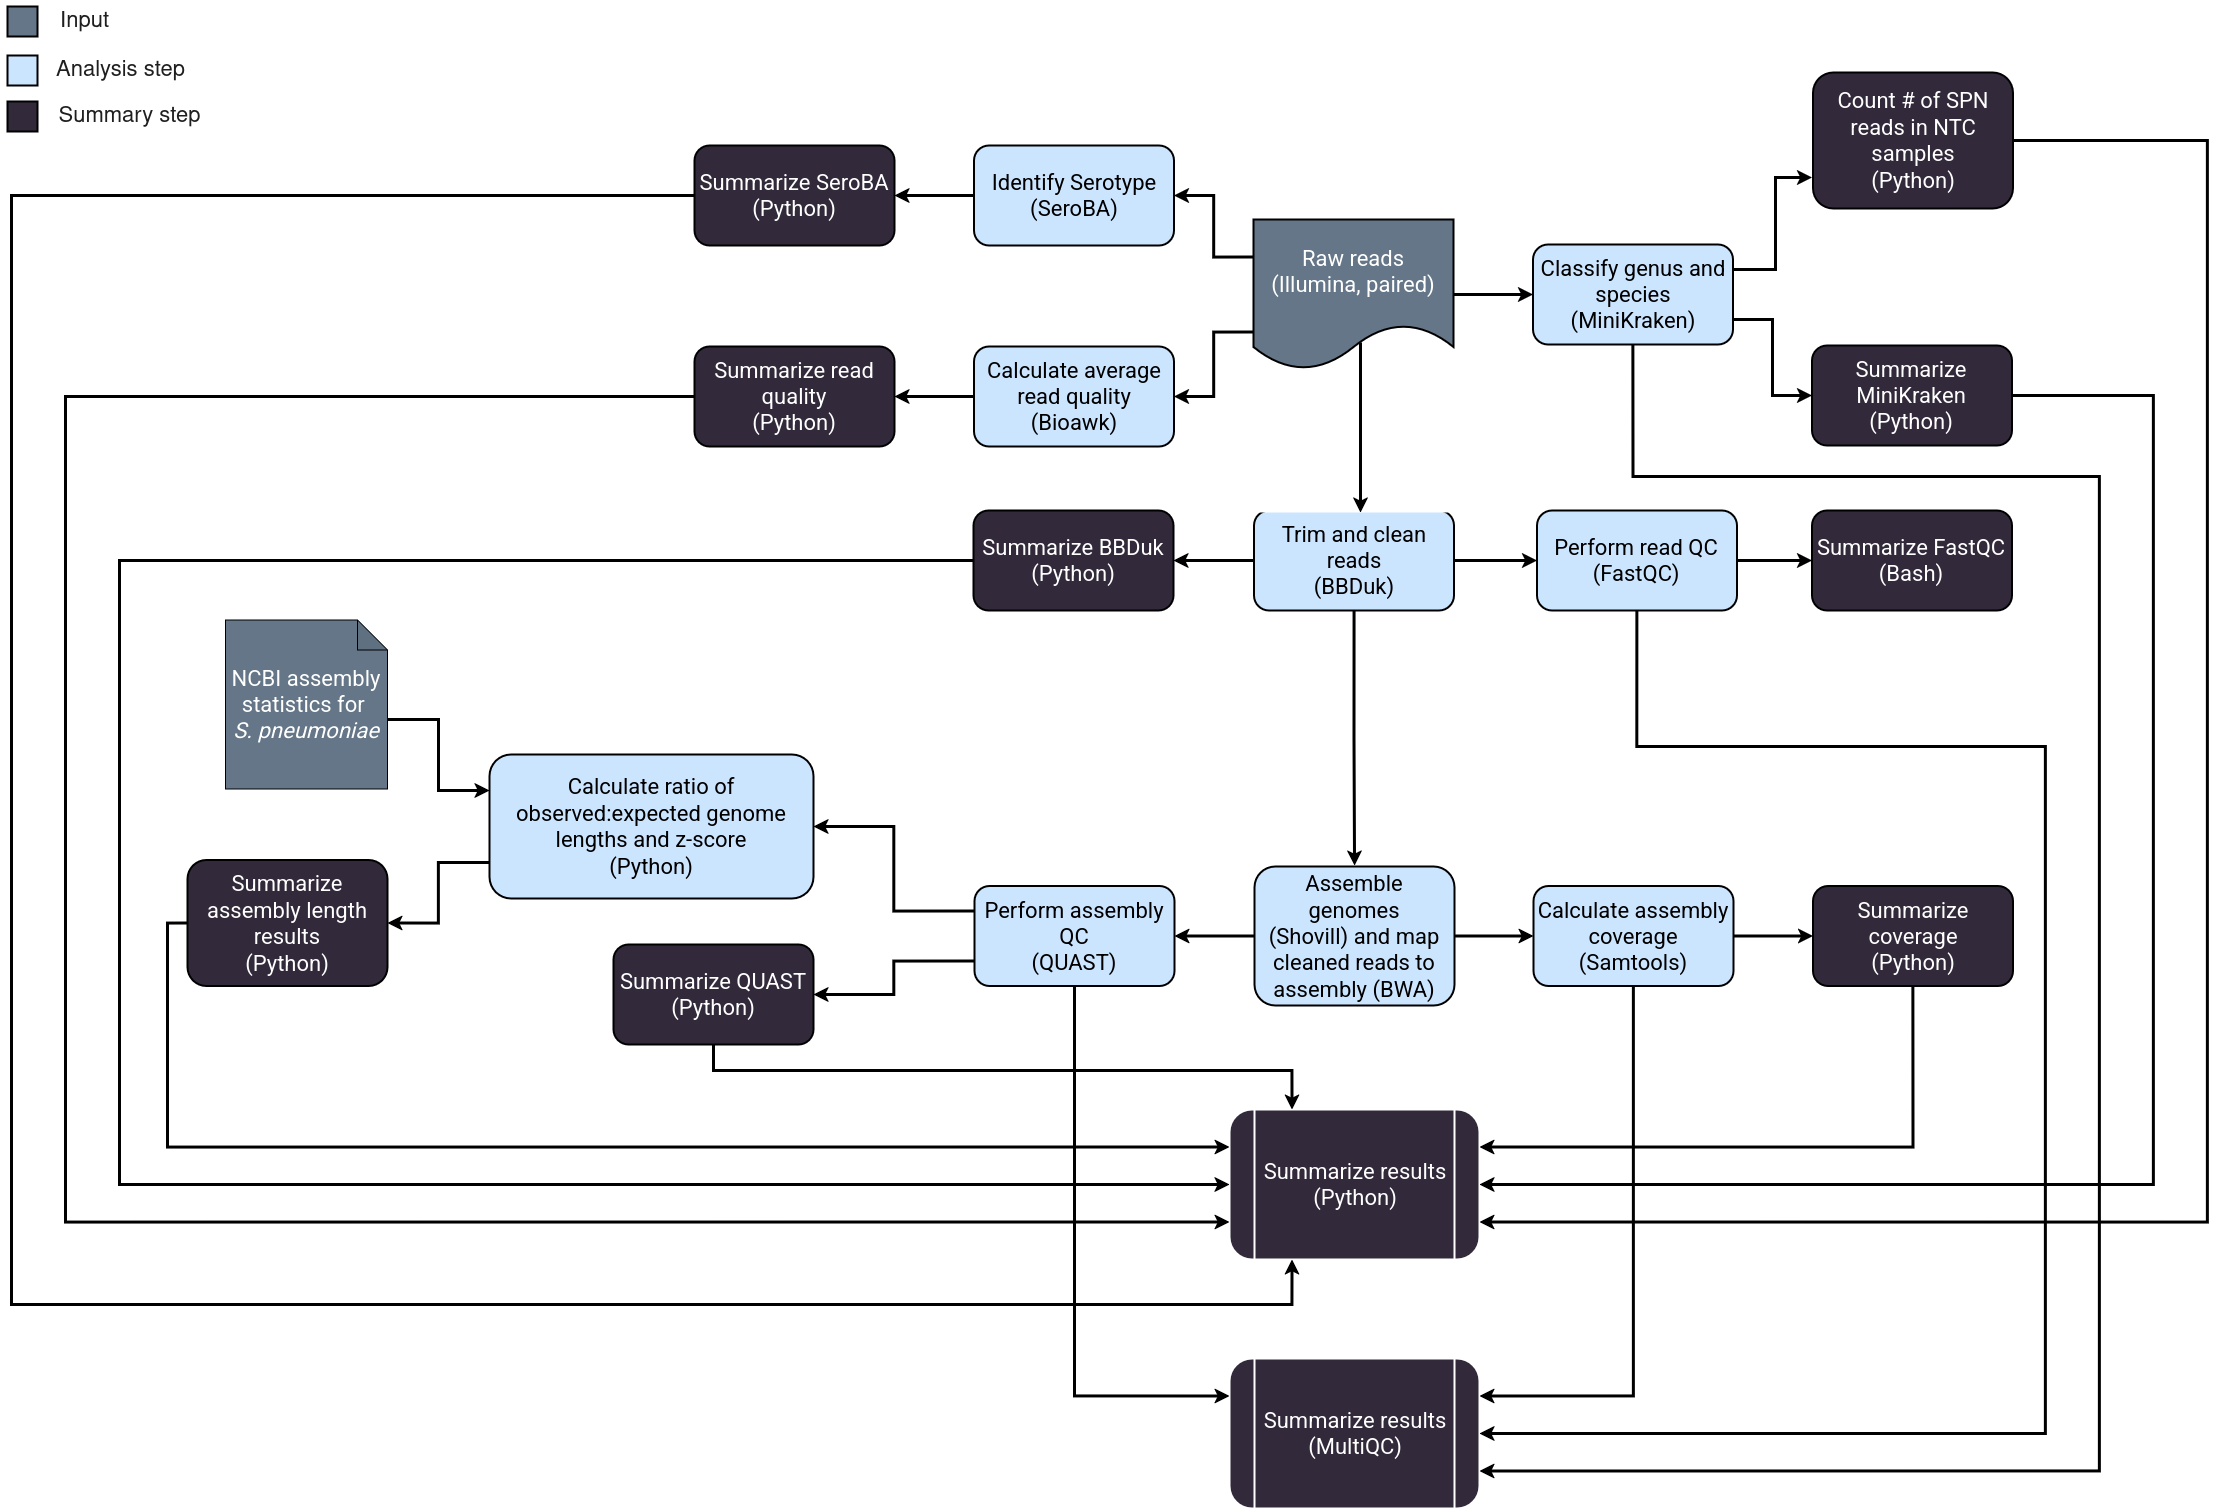 Input
Analysis step
Summary step
Count # of SPN
reads in NTC
samples
(Python)
Summarize SeroBA
(Python)
Identify Serotype
(SeroBA)
Raw reads
(Illumina, paired)
Classify genus and
species
(MiniKraken)
Summarize read
quality
(Python)
Calculate average
read quality
(Bioawk)
Summarize
MiniKraken
(Python)
Summarize BBDuk
(Python)
Trim and clean
reads
(BBDuk)
Perform read QC
(FastQC)
Summarize FastQC
(Bash)
NCBI assembly
statistics for
S. pneumoniae
Calculate ratio of
observed:expected genome
lengths and z-score
(Python)
Summarize
assembly length
results
(Python)
Summarize QUAST
(Python)
Perform assembly
QC
(QUAST)
Assemble
genomes
(Shovill) and map
cleaned reads to
assembly (BWA)
Calculate assembly
coverage
(Samtools)
Summarize
coverage
(Python)
Summarize results
(Python)
Summarize results
(MultiQC)